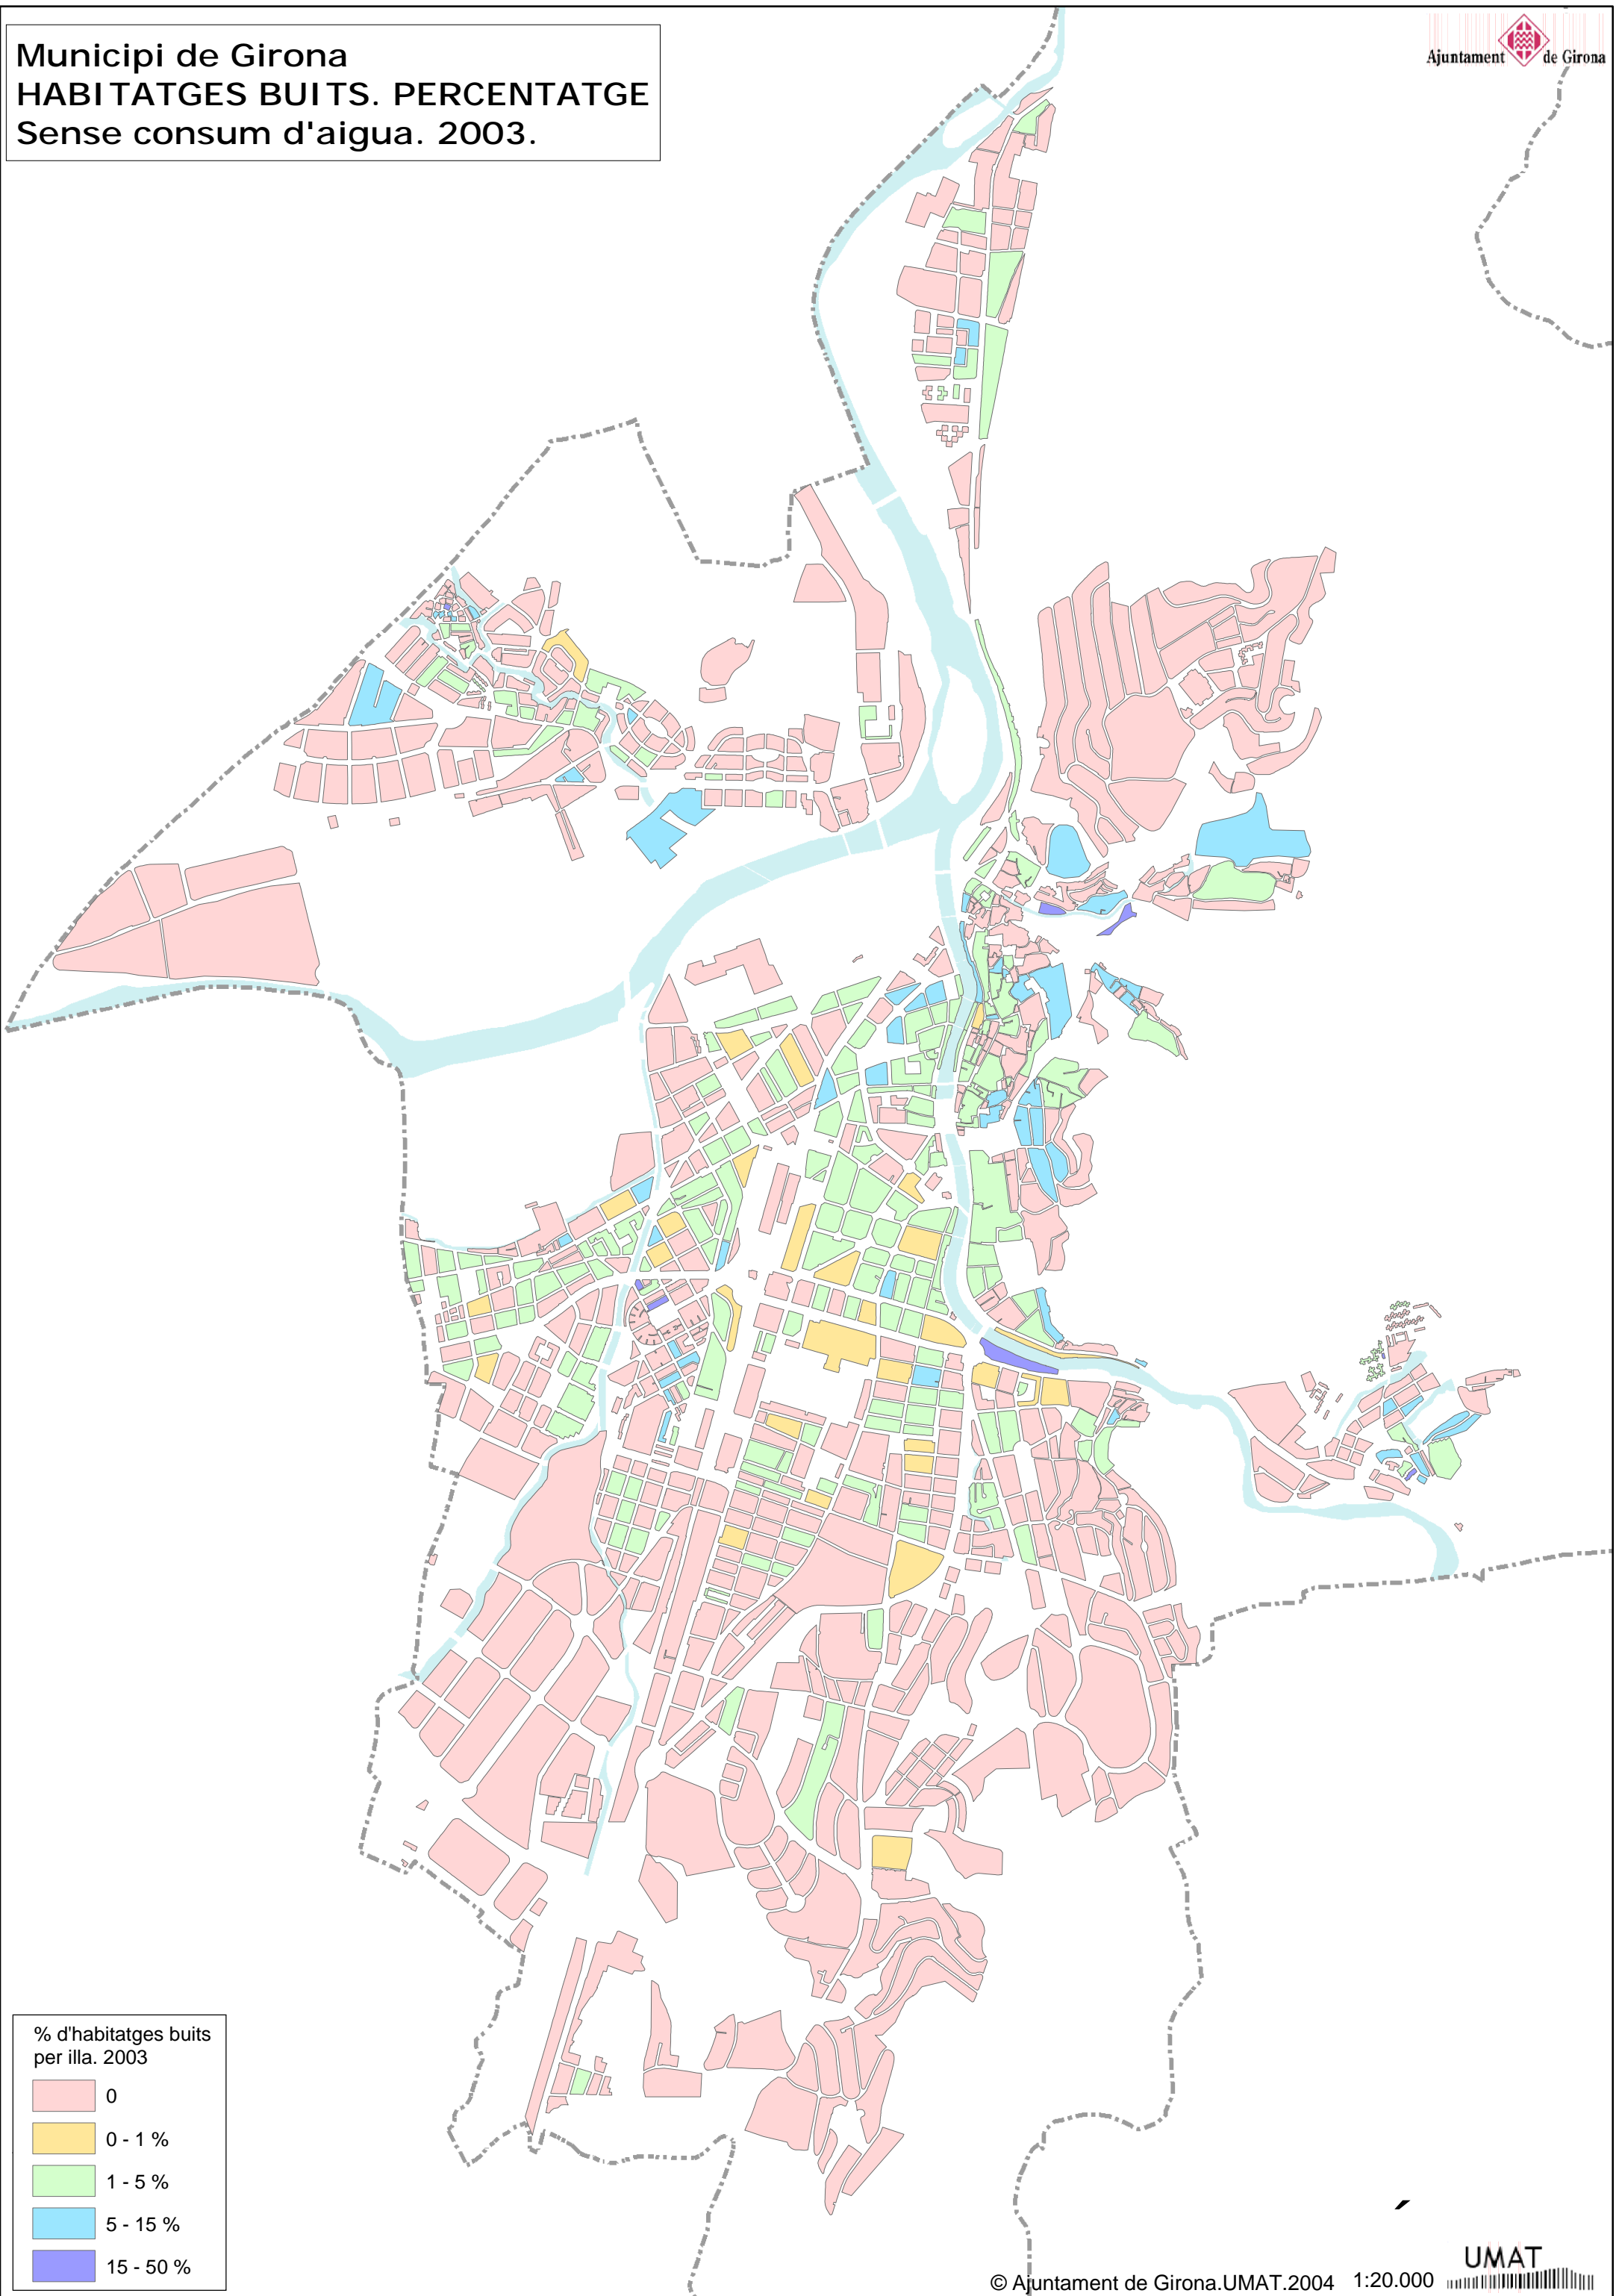 Municipi de Girona
HABITATGES BUITS. PERCENTATGE
Sense consum d'aigua. 2003.
Ajuntament de Girona
% d'habitatges buits
per illa. 2003
0
0 - 1 %
1 - 5 %
5 - 15 %
15 - 50 %
© Ajuntament de Girona.UMAT.2004 1:20.000
UMAT